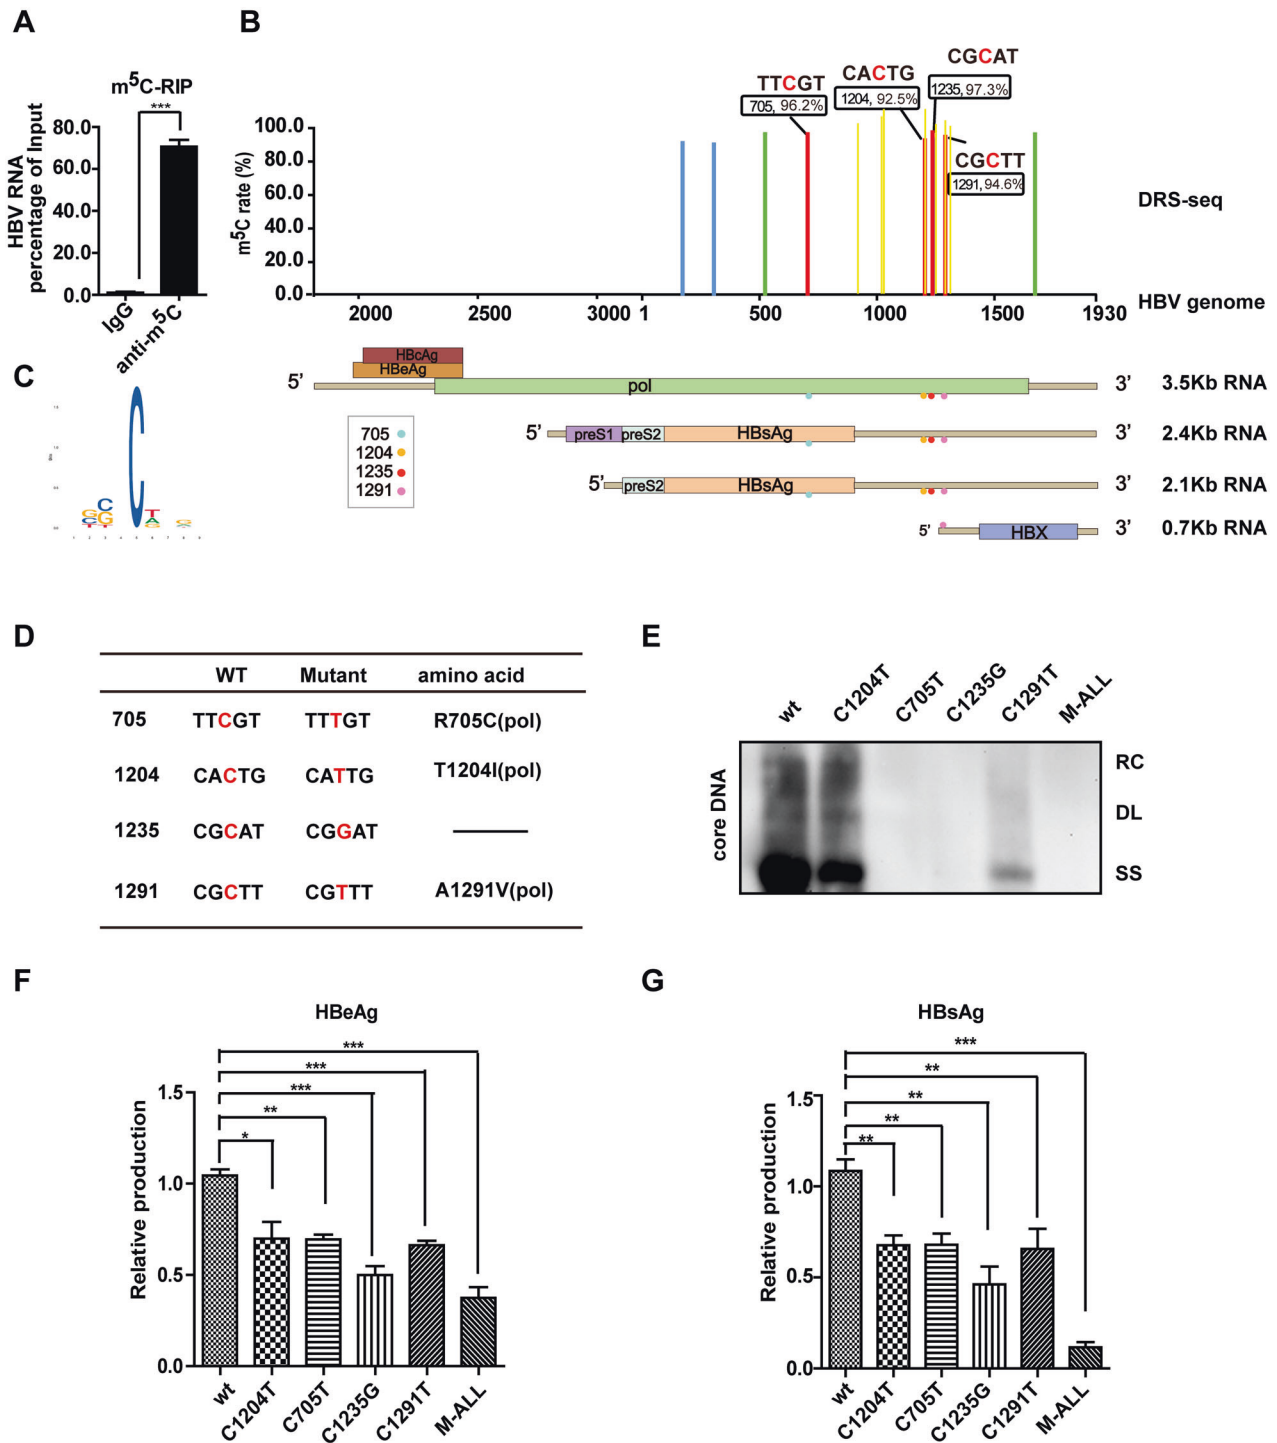 A
m5C-RIP
***
HBV RNA
percentage of Input
80.0
60.0
40.0
20.0
0.0
IgG
anti-m5C
B
m5C rate (%)
100.0
80.0
60.0
40.0
20.0
0.0
TTCGT
705, 96.2%
CACTG
1204, 92.5%
CGCAT
1235, 97.3%
CGCTT
1291, 94.6%
DRS-seq
HBV genome
2000 2500 3000 1 500 1000 1500 1930
HBcAg
HBeAg
5' pol 3' 3.5Kb RNA
5' preS1 preS2 HBsAg 3' 2.4Kb RNA
5' preS2 HBsAg 3' 2.1Kb RNA
5' HBX 3' 0.7Kb RNA
705
1204
1235
1291
C
D
WT Mutant amino acid
705 TTCGT TTTGT R705C(pol)
1204 CACTG CATTG T1204I(pol)
1235 CGCAT CGGAT
1291 CGCTT CGTTT A1291V(pol)
E
wt C1204T C705T C1235G C1291T M-ALL
core DNA
RC
DL
SS
F
HBeAg
***
***
***
**
*
Relative production
1.5
1.0
0.5
0.0
wt C1204T C705T C1235G C1291T M-ALL
G
HBsAg
***
**
**
**
**
Relative production
1.5
1.0
0.5
0.0
wt C1204T C705T C1235G C1291T M-ALL